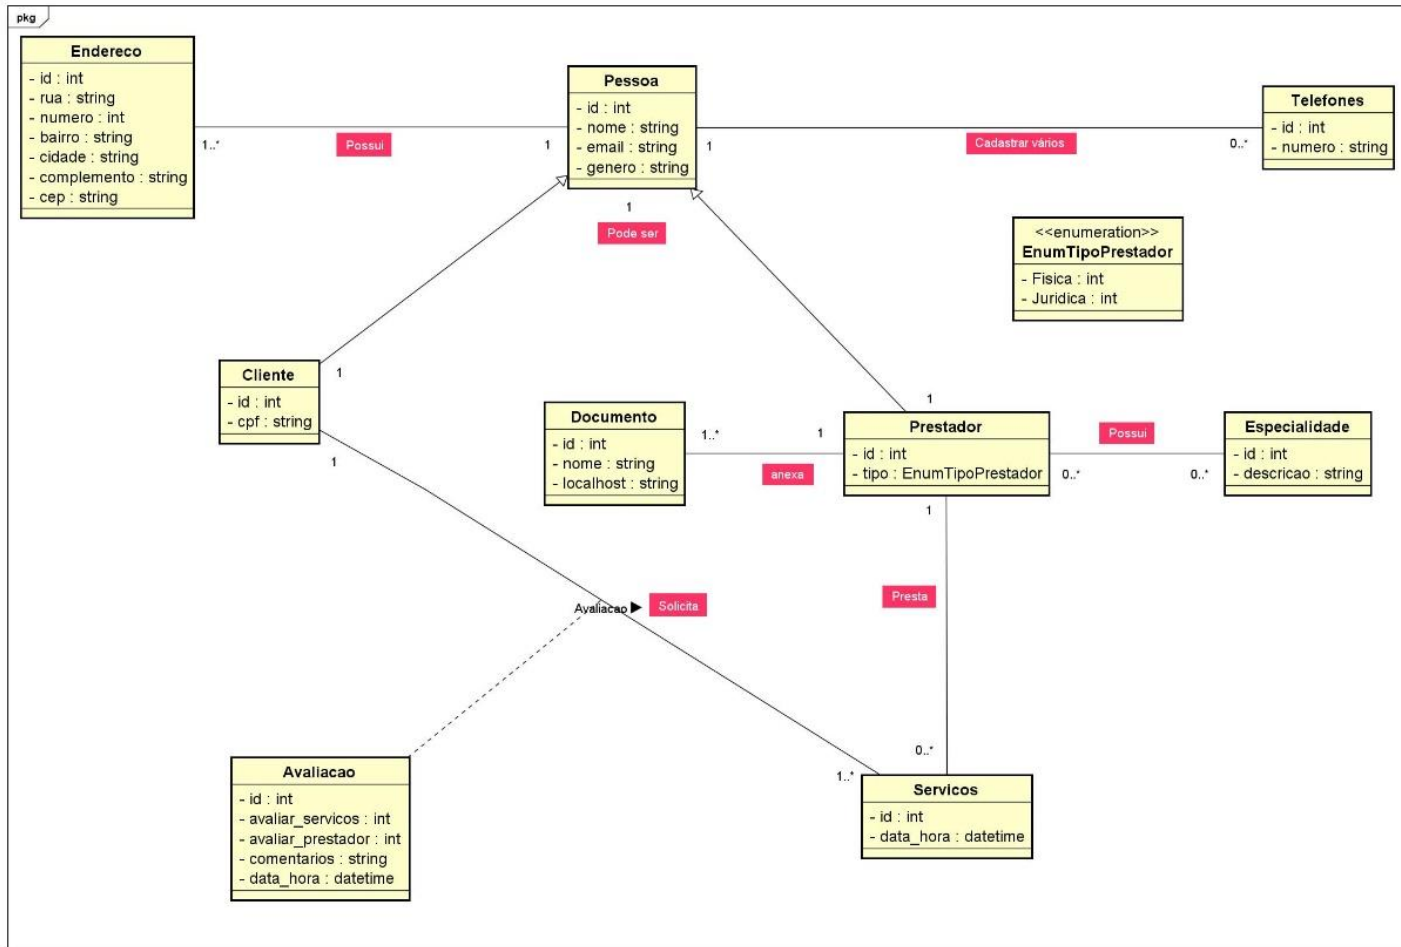 pkg
Endereco
- id : int
- rua : string
- numero : int
- bairro : string
- cidade : string
- complemento : string
- cep : string
1..*
Possui
1
Pessoa
- id : int
- nome : string
- email : string
- genero : string
1
Cadastrar vários
0..*
Telefones
- id : int
- numero : string
1
Pode ser
<<enumeration>>
EnumTipoPrestador
- Fisica : int
- Juridica : int
Cliente
- id : int
- cpf : string
1
1
Documento
- id : int
- nome : string
- localhost : string
1..*
anexa
1
1
Prestador
- id : int
- tipo : EnumTipoPrestador
1
Possui
0..*
0..*
Especialidade
- id : int
- descricao : string
Presta
Avaliacao
Solicita
0..*
1..*
Avaliacao
- id : int
- avaliar_servicos : int
- avaliar_prestador : int
- comentarios : string
- data_hora : datetime
Servicos
- id : int
- data_hora : datetime